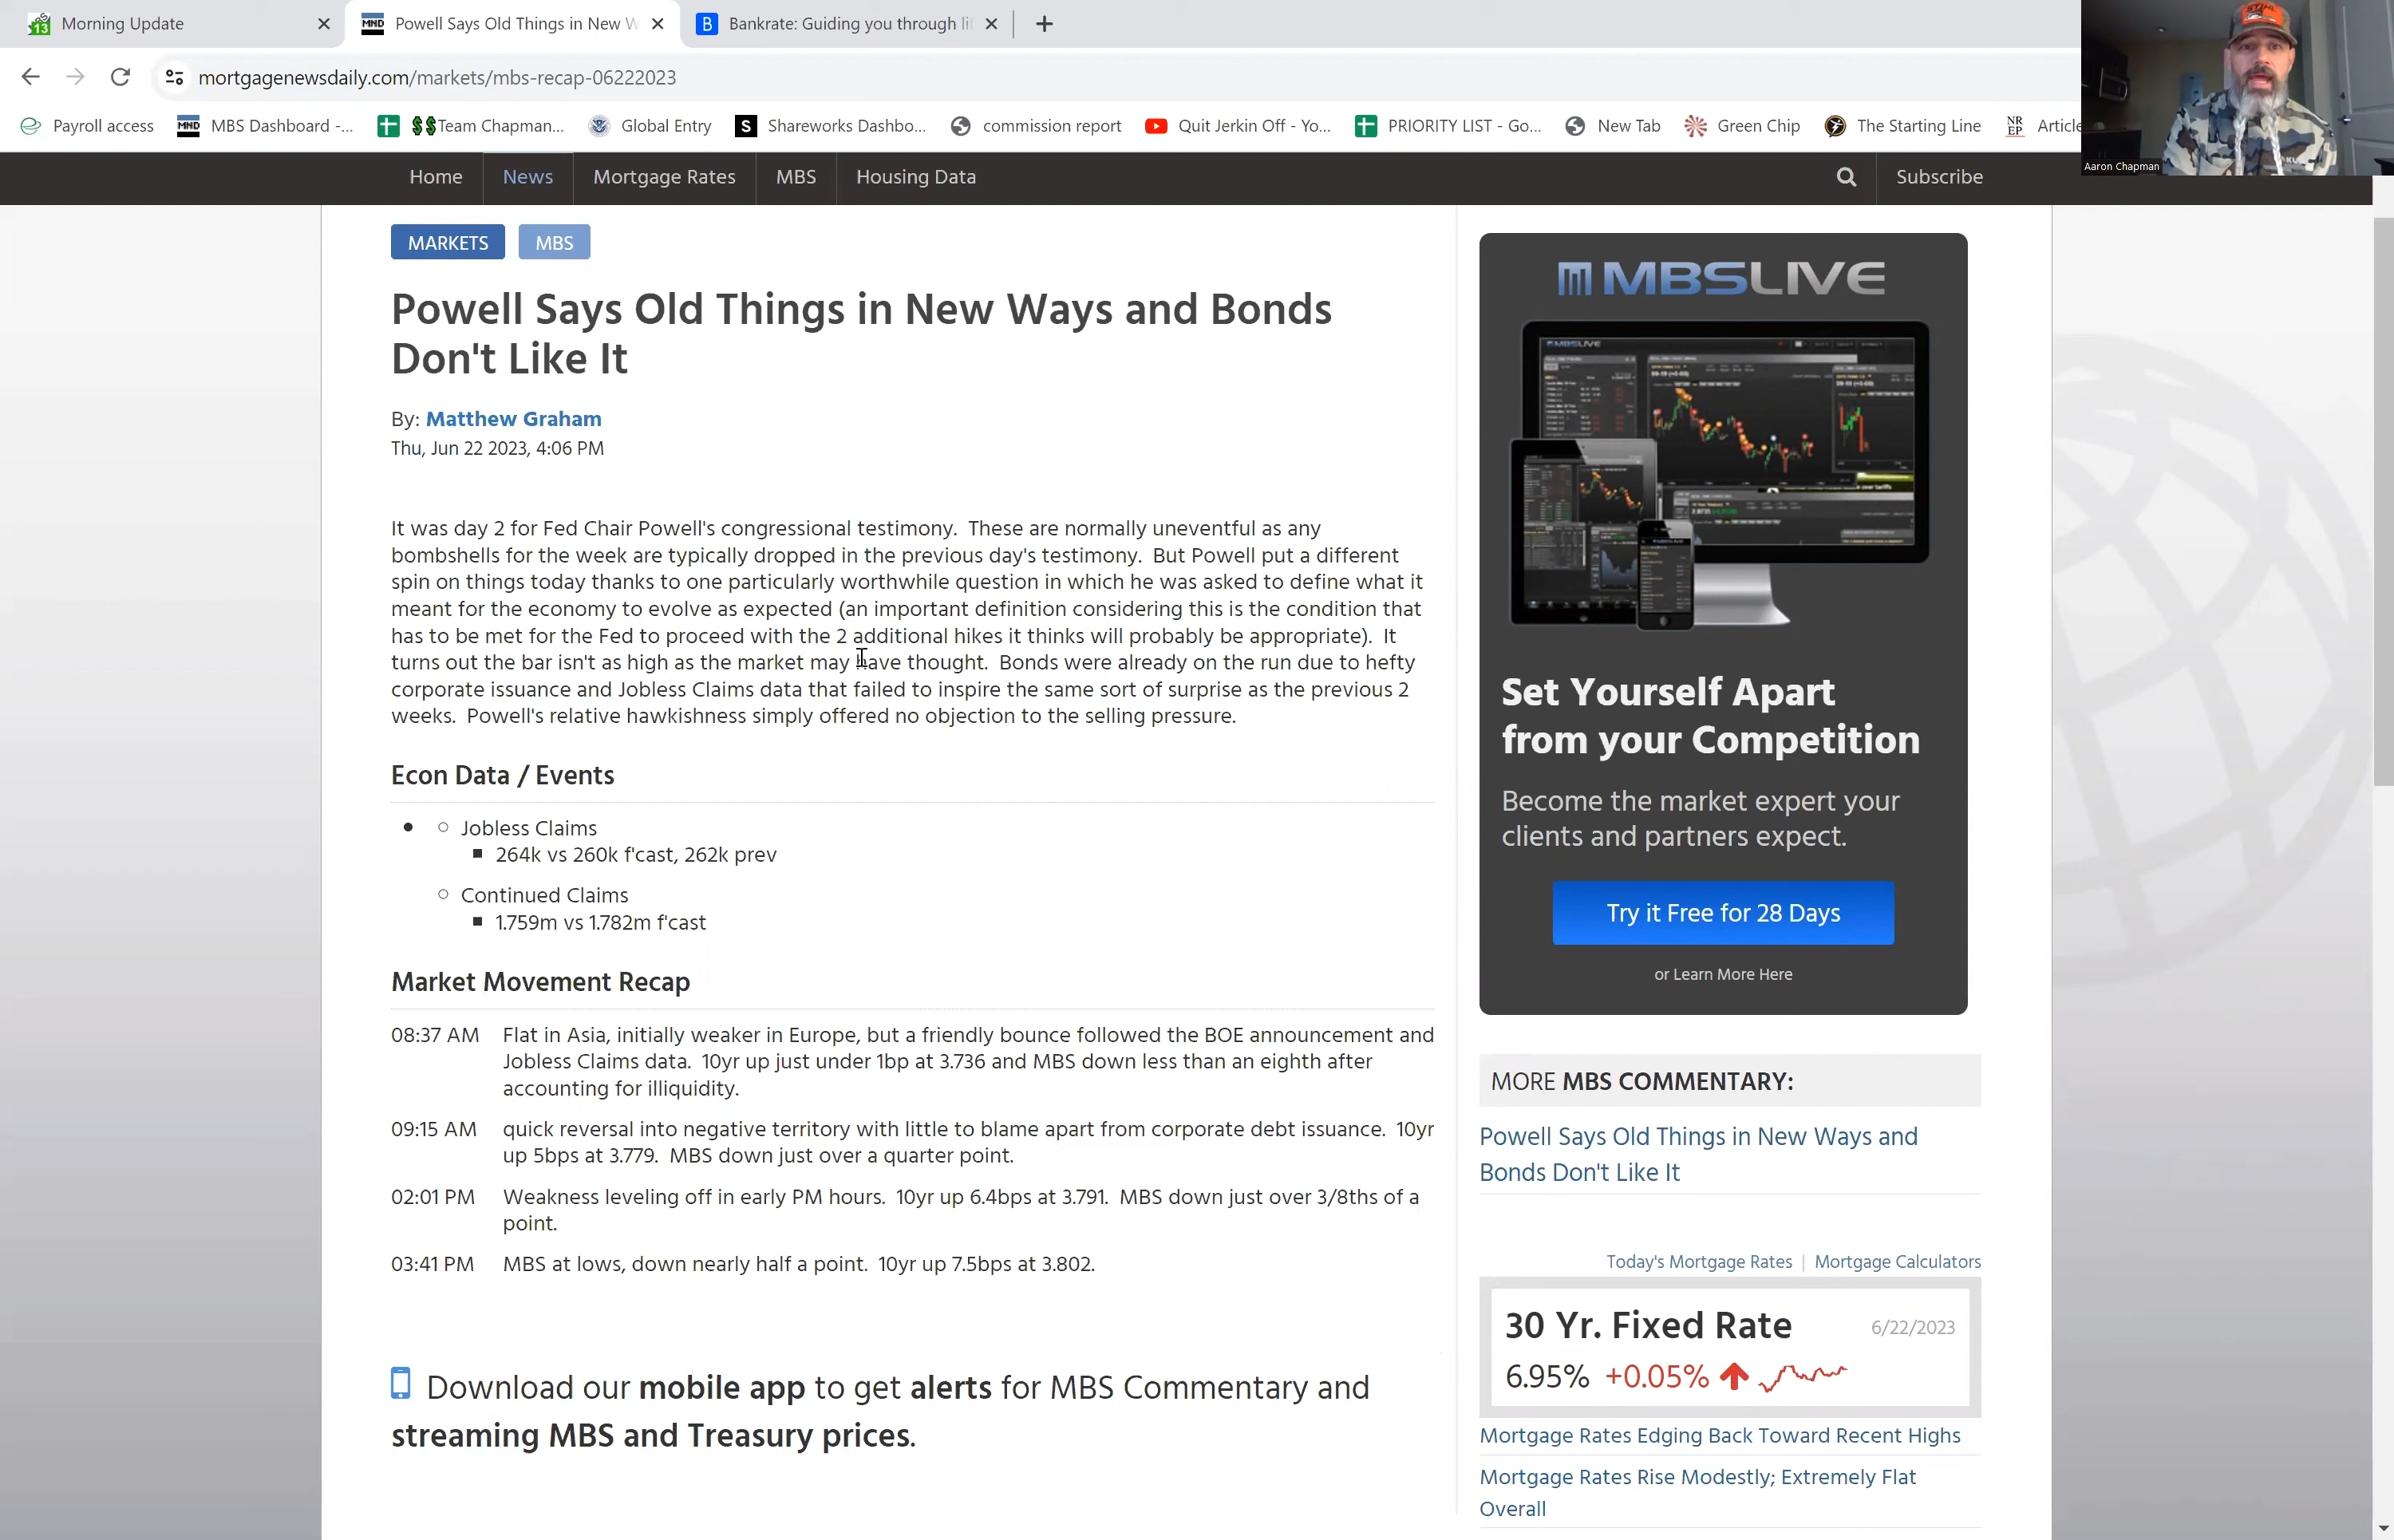 Morning Update
Powell Says Old Things in New W
Bankrate: Guiding you through li
mortgagenewsdaily.com/markets/mbs-recap-06222023
Payroll access
MBS Dashboard -...
$$Team Chapman...
Global Entry
Shareworks Dashbo...
commission report
Quit Jerkin Off - Yo...
PRIORITY LIST - Go...
New Tab
Green Chip
The Starting Line
Article
Aaron Chapman
Home
News
Mortgage Rates
MBS
Housing Data
Subscribe
MARKETS
MBS
Powell Says Old Things in New Ways and Bonds
Don't Like It
By: Matthew Graham
Thu, Jun 22 2023, 4:06 PM
It was day 2 for Fed Chair Powell's congressional testimony. These are normally uneventful as any
bombshells for the week are typically dropped in the previous day's testimony. But Powell put a different
spin on things today thanks to one particularly worthwhile question in which he was asked to define what it
meant for the economy to evolve as expected (an important definition considering this is the condition that
has to be met for the Fed to proceed with the 2 additional hikes it thinks will probably be appropriate). It
turns out the bar isn't as high as the market may have thought. Bonds were already on the run due to hefty
corporate issuance and Jobless Claims data that failed to inspire the same sort of surprise as the previous 2
weeks. Powell's relative hawkishness simply offered no objection to the selling pressure.
Econ Data / Events
Jobless Claims
264k vs 260k f'cast, 262k prev
Continued Claims
1.759m vs 1.782m f'cast
Market Movement Recap
08:37 AM Flat in Asia, initially weaker in Europe, but a friendly bounce followed the BOE announcement and
Jobless Claims data. 10yr up just under 1bp at 3.736 and MBS down less than an eighth after
accounting for illiquidity.
09:15 AM quick reversal into negative territory with little to blame apart from corporate debt issuance. 10yr
up 5bps at 3.779. MBS down just over a quarter point.
02:01 PM Weakness leveling off in early PM hours. 10yr up 6.4bps at 3.791. MBS down just over 3/8ths of a
point.
03:41 PM MBS at lows, down nearly half a point. 10yr up 7.5bps at 3.802.
Download our mobile app to get alerts for MBS Commentary and
streaming MBS and Treasury prices.
MBSLIVE
Set Yourself Apart
from your Competition
Become the market expert your
clients and partners expect.
Try it Free for 28 Days
or Learn More Here
MORE MBS COMMENTARY:
Powell Says Old Things in New Ways and
Bonds Don't Like It
Today's Mortgage Rates | Mortgage Calculators
30 Yr. Fixed Rate 6/22/2023
6.95% +0.05%
Mortgage Rates Edging Back Toward Recent Highs
Mortgage Rates Rise Modestly; Extremely Flat
Overall